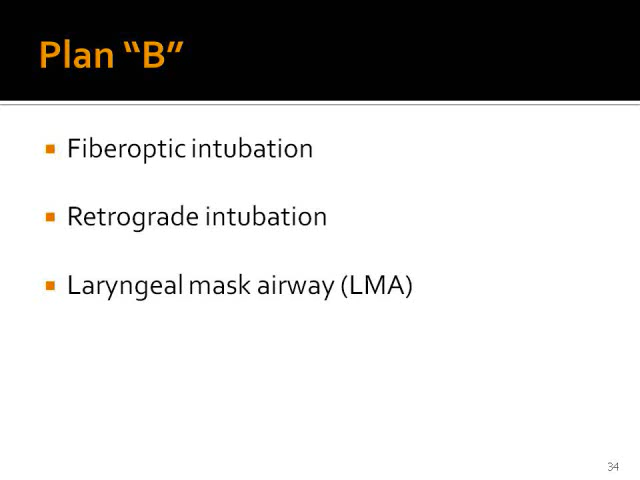 Plan “B”
Fiberoptic intubation
Retrograde intubation
Laryngeal mask airway (LMA)
34